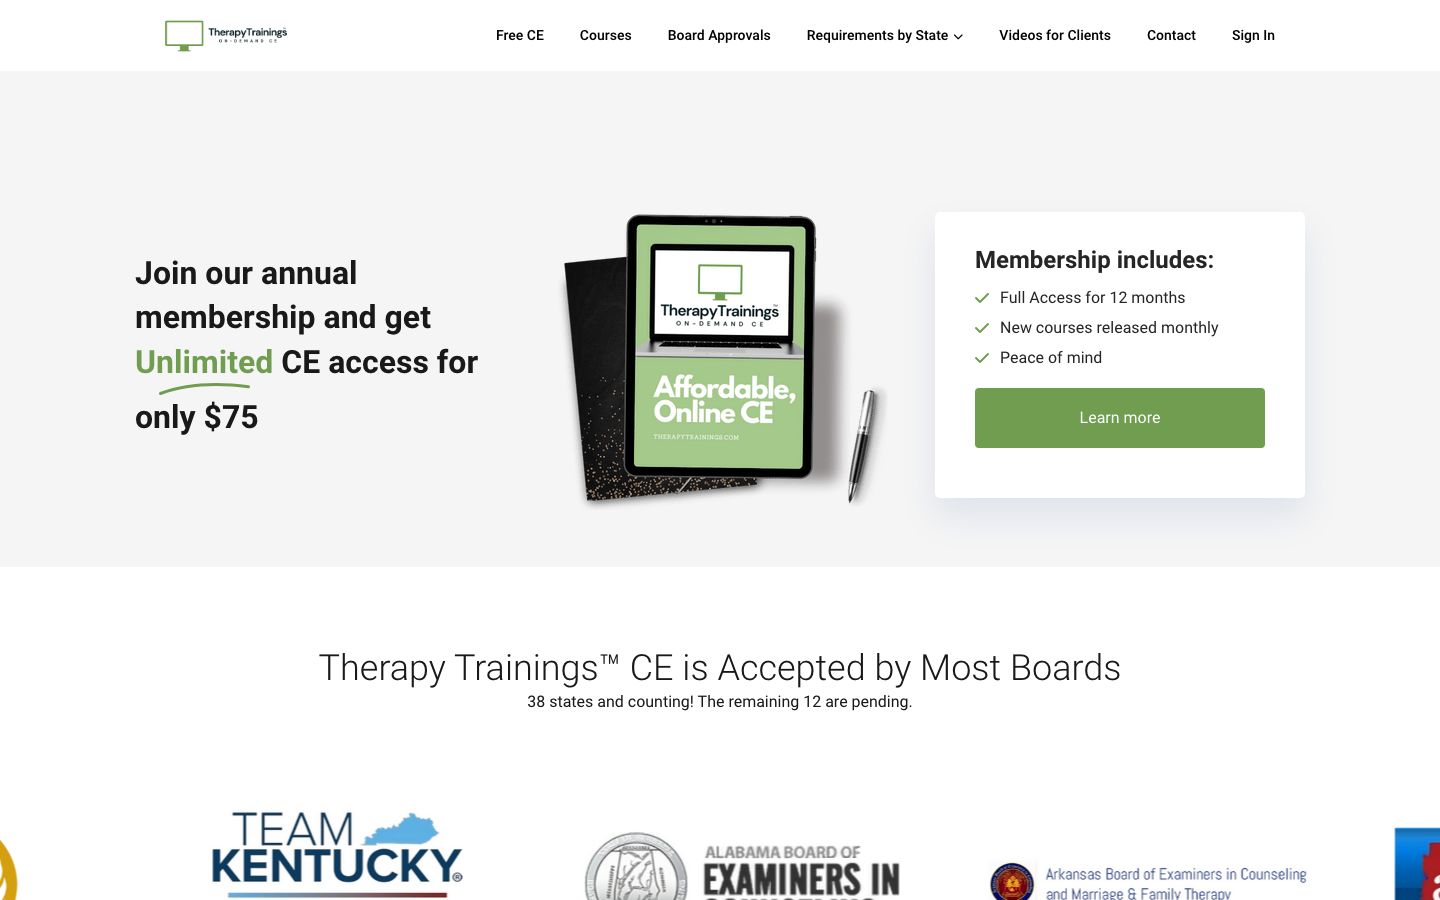 TherapyTrainings
ON-DEMAND CE
Free CE
Courses
Board Approvals
Requirements by State
Videos for Clients
Contact
Sign In
Join our annual
membership and get
Unlimited CE access for
only $75
TherapyTrainings™
ON-DEMAND CE
Affordable,
Online CE
THERAPYTRAININGS.COM
Membership includes:
Full Access for 12 months
New courses released monthly
Peace of mind
Learn more
Therapy Trainings™ CE is Accepted by Most Boards
38 states and counting! The remaining 12 are pending.
TEAM
KENTUCKY®
ALABAMA BOARD OF
EXAMINERS IN
Arkansas Board of Examiners in Counseling
and Marriage & Family Therapy